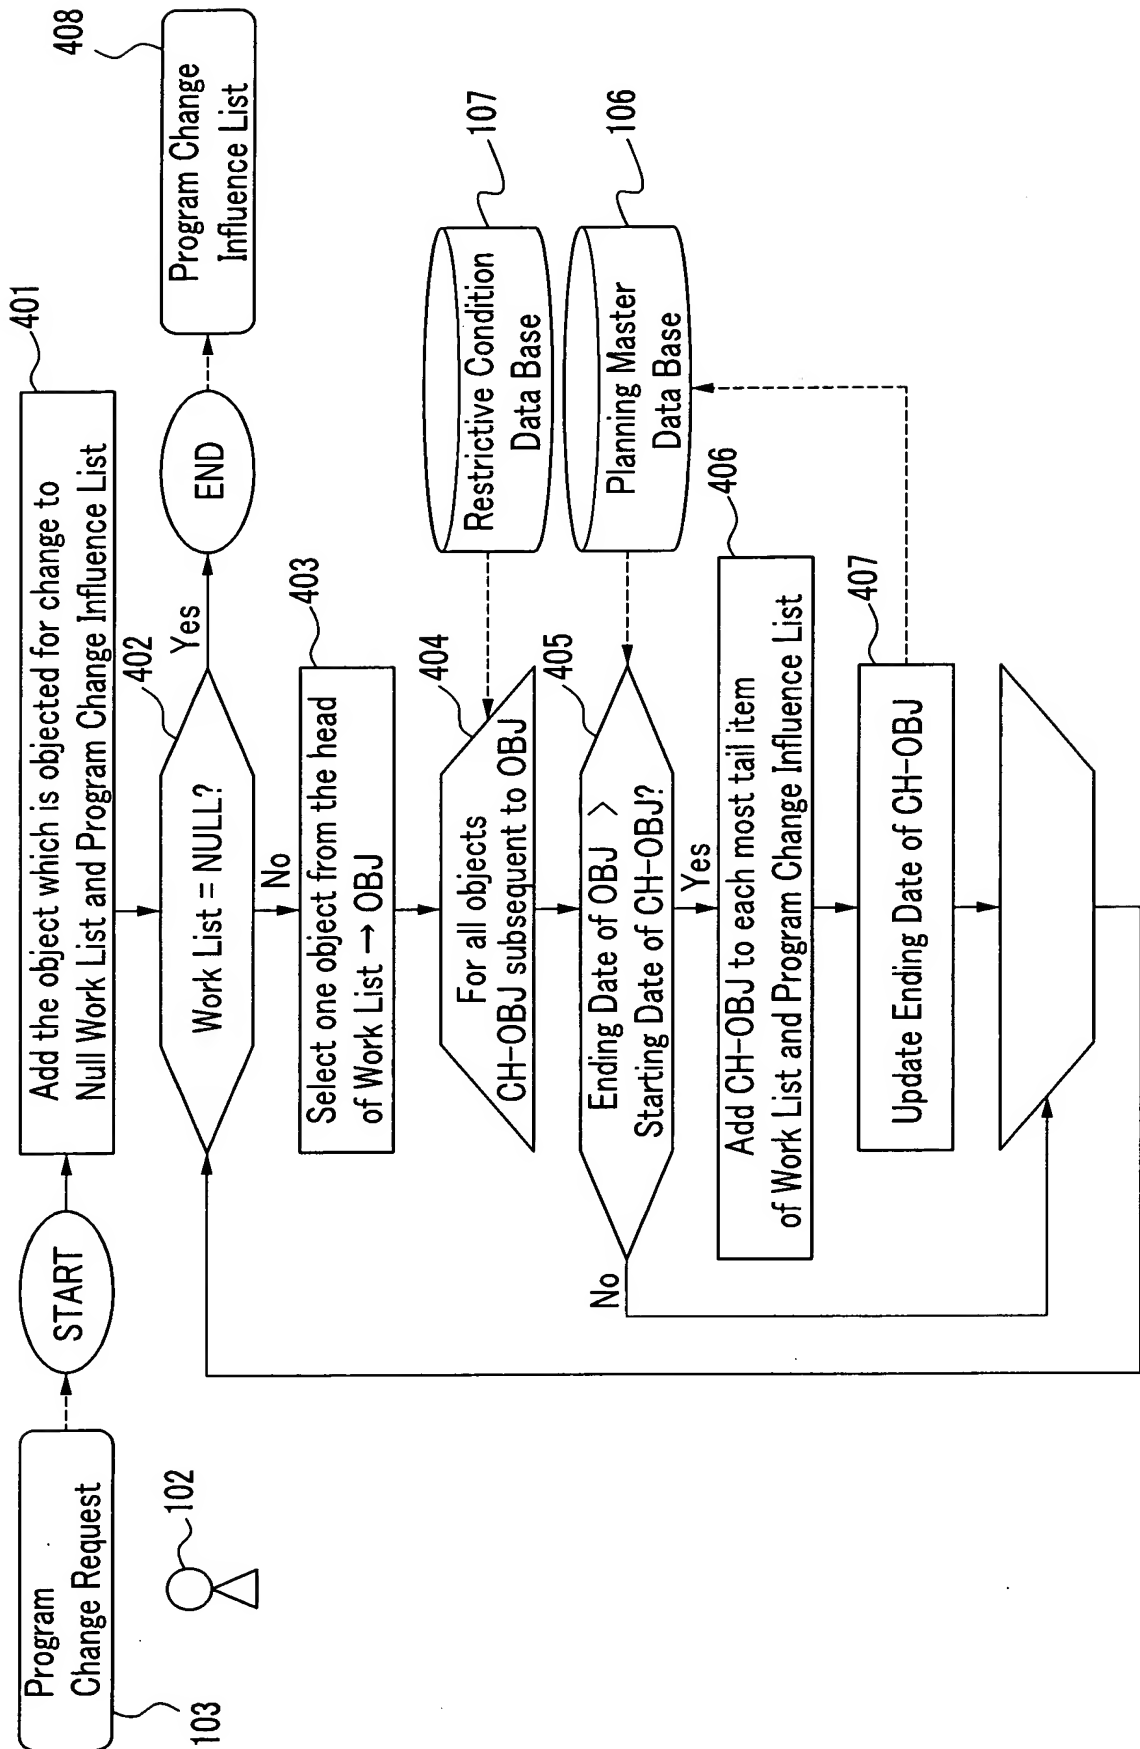 Program
Change Request
103
102
START
401
Add the object which is objected for change to
Null Work List and Program Change Influence List
402
Work List = NULL?
Yes
END
Program Change
Influence List
408
No
403
Select one object from the head
of Work List → OBJ
404
For all objects
CH-OBJ subsequent to OBJ
Restrictive Condition
Data Base
107
405
Ending Date of OBJ >
Starting Date of CH-OBJ?
No
Yes
Planning Master
Data Base
106
406
Add CH-OBJ to each most tail item
of Work List and Program Change Influence List
407
Update Ending Date of CH-OBJ